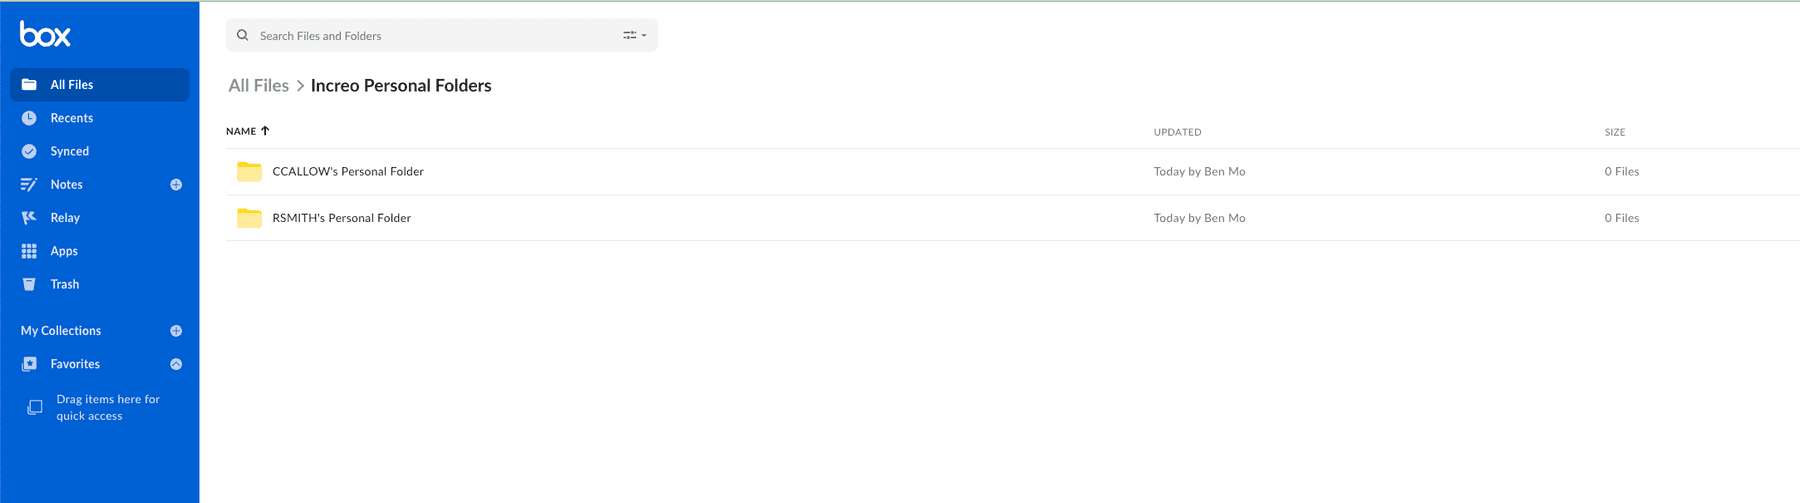 box
All Files
Recents
Synced
Notes
Relay
Apps
Trash
My Collections
Favorites
Drag items here for
quick access
Search Files and Folders
All Files > Increo Personal Folders
NAME ↑ UPDATED SIZE
CCALLOW's Personal Folder Today by Ben Mo 0 Files
RSMITH's Personal Folder Today by Ben Mo 0 Files